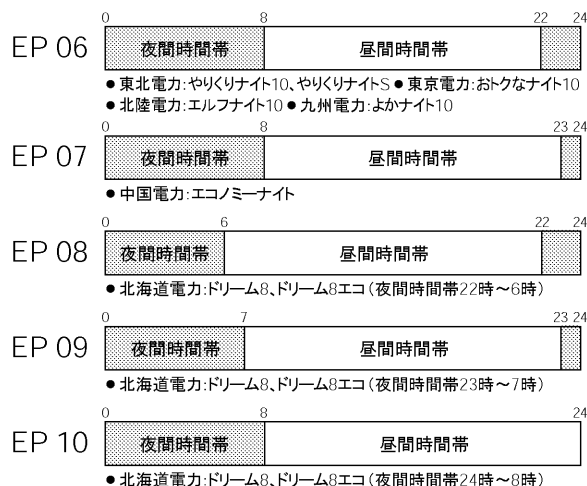 0 8 22 24
EP 06 夜間時間帯 昼間時間帯
●東北電力:やりくりナイト10、やりくりナイトS●東京電力:おトクなナイト10
●北陸電力:エルフナイト10●九州電力:よかナイト10
0 8 23 24
EP 07 夜間時間帯 昼間時間帯
●中国電力:エコノミーナイト
0 6 22 24
EP 08 夜間時間帯 昼間時間帯
●北海道電力:ドリーム8、ドリーム8エコ(夜間時間帯22時～6時)
0 7 23 24
EP 09 夜間時間帯 昼間時間帯
●北海道電力:ドリーム8、ドリーム8エコ(夜間時間帯23時～7時)
0 8 24
EP 10 夜間時間帯 昼間時間帯
●北海道電力:ドリーム8、ドリーム8エコ(夜間時間帯24時～8時)